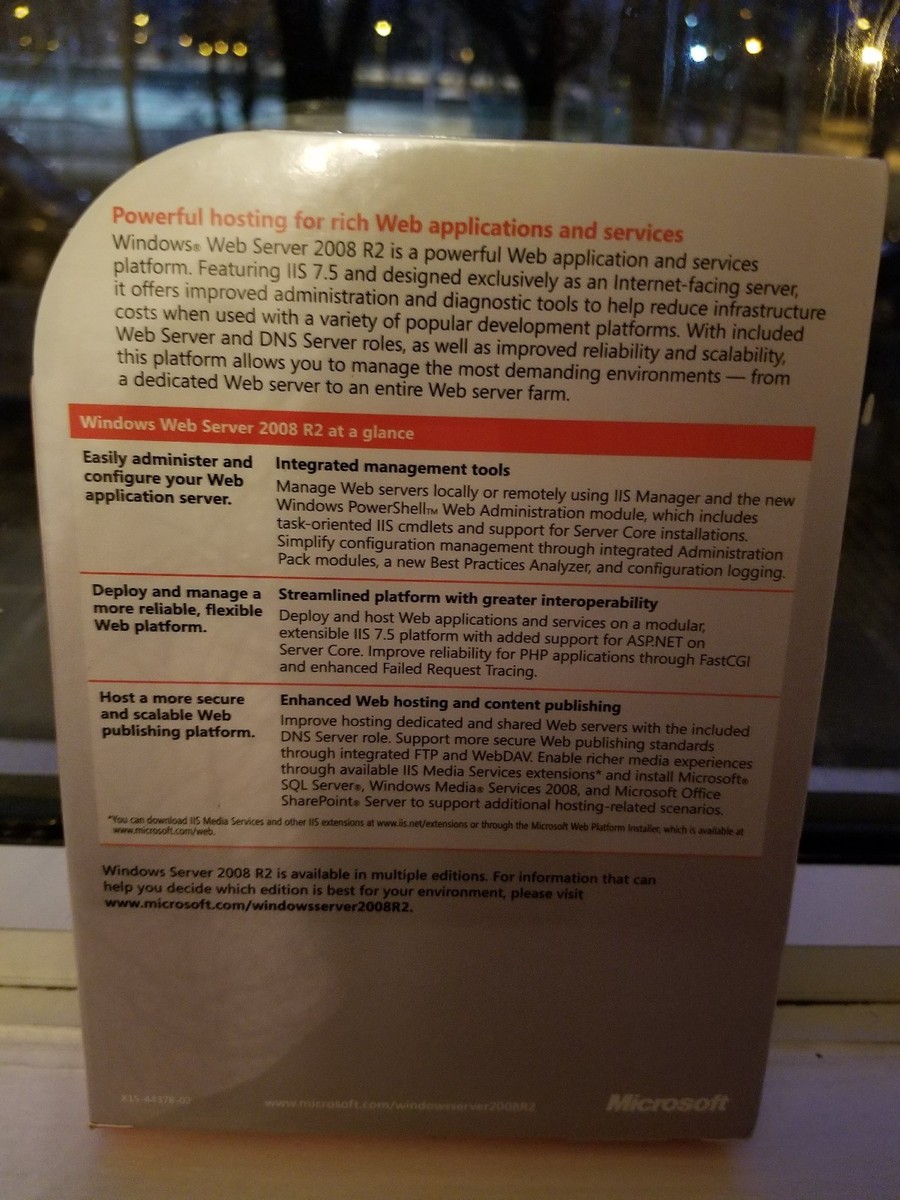 Powerful hosting for rich Web applications and services
Windows® Web Server 2008 R2 is a powerful Web application and services
platform. Featuring IIS 7.5 and designed exclusively as an Internet-facing server,
it offers improved administration and diagnostic tools to help reduce infrastructure
costs when used with a variety of popular development platforms. With included
Web Server and DNS Server roles, as well as improved reliability and scalability,
this platform allows you to manage the most demanding environments — from
a dedicated Web server to an entire Web server farm.
Windows Web Server 2008 R2 at a glance
Easily administer and
configure your Web
application server.
Integrated management tools
Manage Web servers locally or remotely using IIS Manager and the new
Windows PowerShell™ Web Administration module, which includes
task-oriented IIS cmdlets and support for Server Core installations.
Simplify configuration management through integrated Administration
Pack modules, a new Best Practices Analyzer, and configuration logging.
Deploy and manage a
more reliable, flexible
Web platform.
Streamlined platform with greater interoperability
Deploy and host Web applications and services on a modular,
extensible IIS 7.5 platform with added support for ASP.NET on
Server Core. Improve reliability for PHP applications through FastCGI
and enhanced Failed Request Tracing.
Host a more secure
and scalable Web
publishing platform.
Enhanced Web hosting and content publishing
Improve hosting dedicated and shared Web servers with the included
DNS Server role. Support more secure Web publishing standards
through integrated FTP and WebDAV. Enable richer media experiences
through available IIS Media Services extensions* and install Microsoft®
SQL Server®, Windows Media® Services 2008, and Microsoft Office
SharePoint® Server to support additional hosting-related scenarios.
*You can download IIS Media Services and other IIS extensions at www.iis.net/extensions or through the Microsoft Web Platform Installer, which is available at
www.microsoft.com/web.
Windows Server 2008 R2 is available in multiple editions. For information that can
help you decide which edition is best for your environment, please visit
www.microsoft.com/windowsserver2008R2.
X15-44378-02
www.microsoft.com/windowsserver2008R2
Microsoft